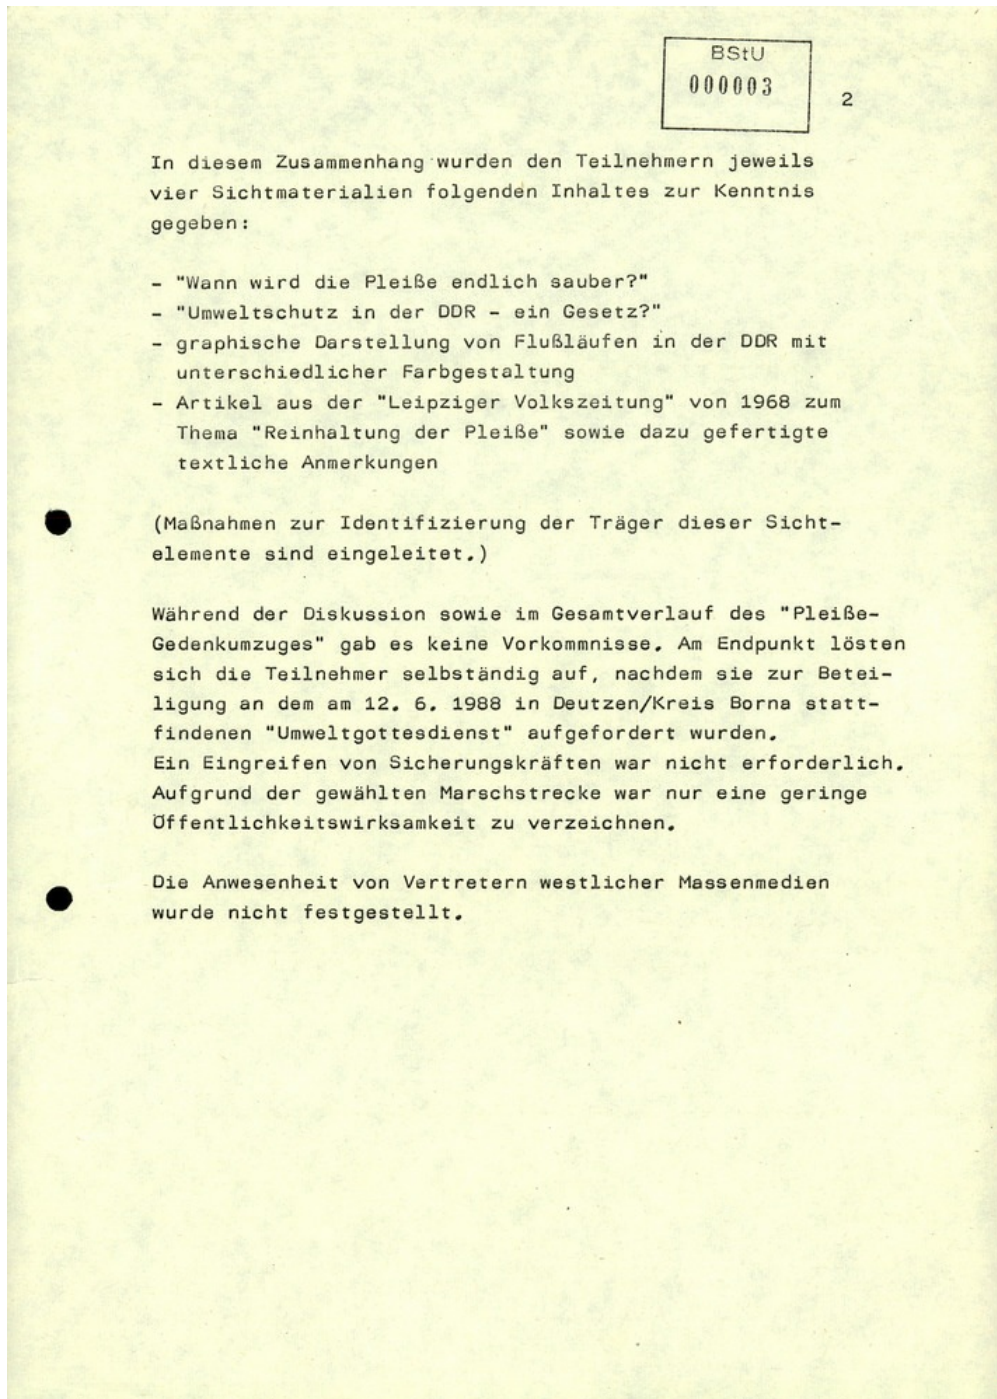 BStU
000003
2
In diesem Zusammenhang wurden den Teilnehmern jeweils
vier Sichtmaterialien folgenden Inhaltes zur Kenntnis
gegeben:
- "Wann wird die Pleiße endlich sauber?"
- "Umweltschutz in der DDR - ein Gesetz?"
- graphische Darstellung von Flußläufen in der DDR mit
unterschiedlicher Farbgestaltung
- Artikel aus der "Leipziger Volkszeitung" von 1968 zum
Thema "Reinhaltung der Pleiße" sowie dazu gefertigte
textliche Anmerkungen
(Maßnahmen zur Identifizierung der Träger dieser Sicht-
elemente sind eingeleitet.)
Während der Diskussion sowie im Gesamtverlauf des "Pleiße-
Gedenkumzuges" gab es keine Vorkommnisse. Am Endpunkt lösten
sich die Teilnehmer selbständig auf, nachdem sie zur Betei-
ligung an dem am 12. 6. 1988 in Deutzen/Kreis Borna statt-
findenen "Umweltgottesdienst" aufgefordert wurden.
Ein Eingreifen von Sicherungskräften war nicht erforderlich.
Aufgrund der gewählten Marschstrecke war nur eine geringe
Öffentlichkeitswirksamkeit zu verzeichnen.
Die Anwesenheit von Vertretern westlicher Massenmedien
wurde nicht festgestellt.